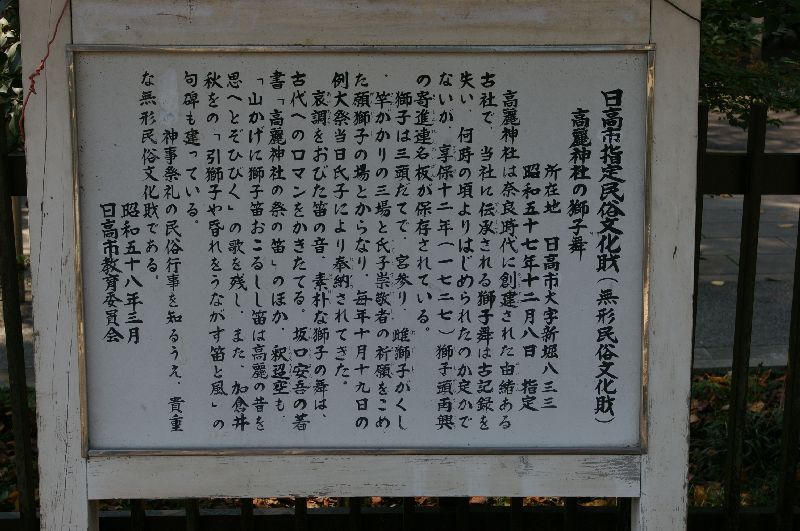 日高市指定民俗文化財（無形民俗文化財）
高麗神社の獅子舞
所在地　日高市大字新堀八三三
昭和五十七年十二月八日　指定
高麗神社は奈良時代に創建された由緒ある
古社で、当社に伝承される獅子舞は古記録を
失い、何時の頃よりはじめられたのか定かで
ないが、享保十二年（一七二七）獅子頭再興
の寄進連名板が保存されている。
獅子は三頭だてで、宮参り、雌獅子がくし
、竿かかりの三場と氏子崇敬者の祈願をこめ
た願獅子の場とからなり、毎年十月十九日の
例大祭当日氏子により奉納されてきた。
哀調をおびた笛の音、素朴な獅子の舞は、
古代へのロマンをかきたてる。坂口安吾の著
書「高麗神社の祭の笛」のほか、釈迢空も
「山かげに獅子笛おこるしし笛は高麗の昔を
思へとぞひびく」の歌を残し、また、加倉井
秋をの「引獅子や昏れをうながす笛と風」の
句碑も建っている。
神事祭礼の民俗行事を知るうえ、貴重
な無形民俗文化財である。
昭和五十八年三月
日高市教育委員会